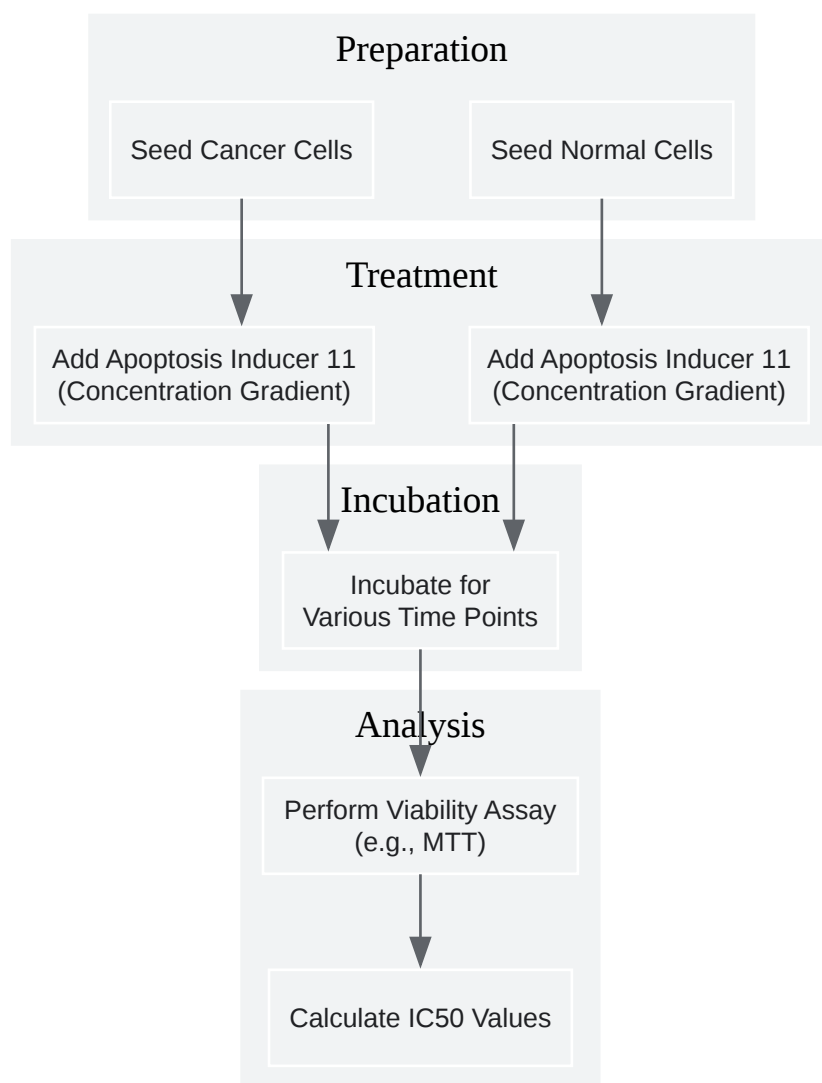 Preparation
Seed Cancer Cells
Seed Normal Cells
Treatment
Add Apoptosis Inducer 11
(Concentration Gradient)
Add Apoptosis Inducer 11
(Concentration Gradient)
Incubation
Incubate for
Various Time Points
Analysis
Perform Viability Assay
(e.g., MTT)
Calculate IC50 Values